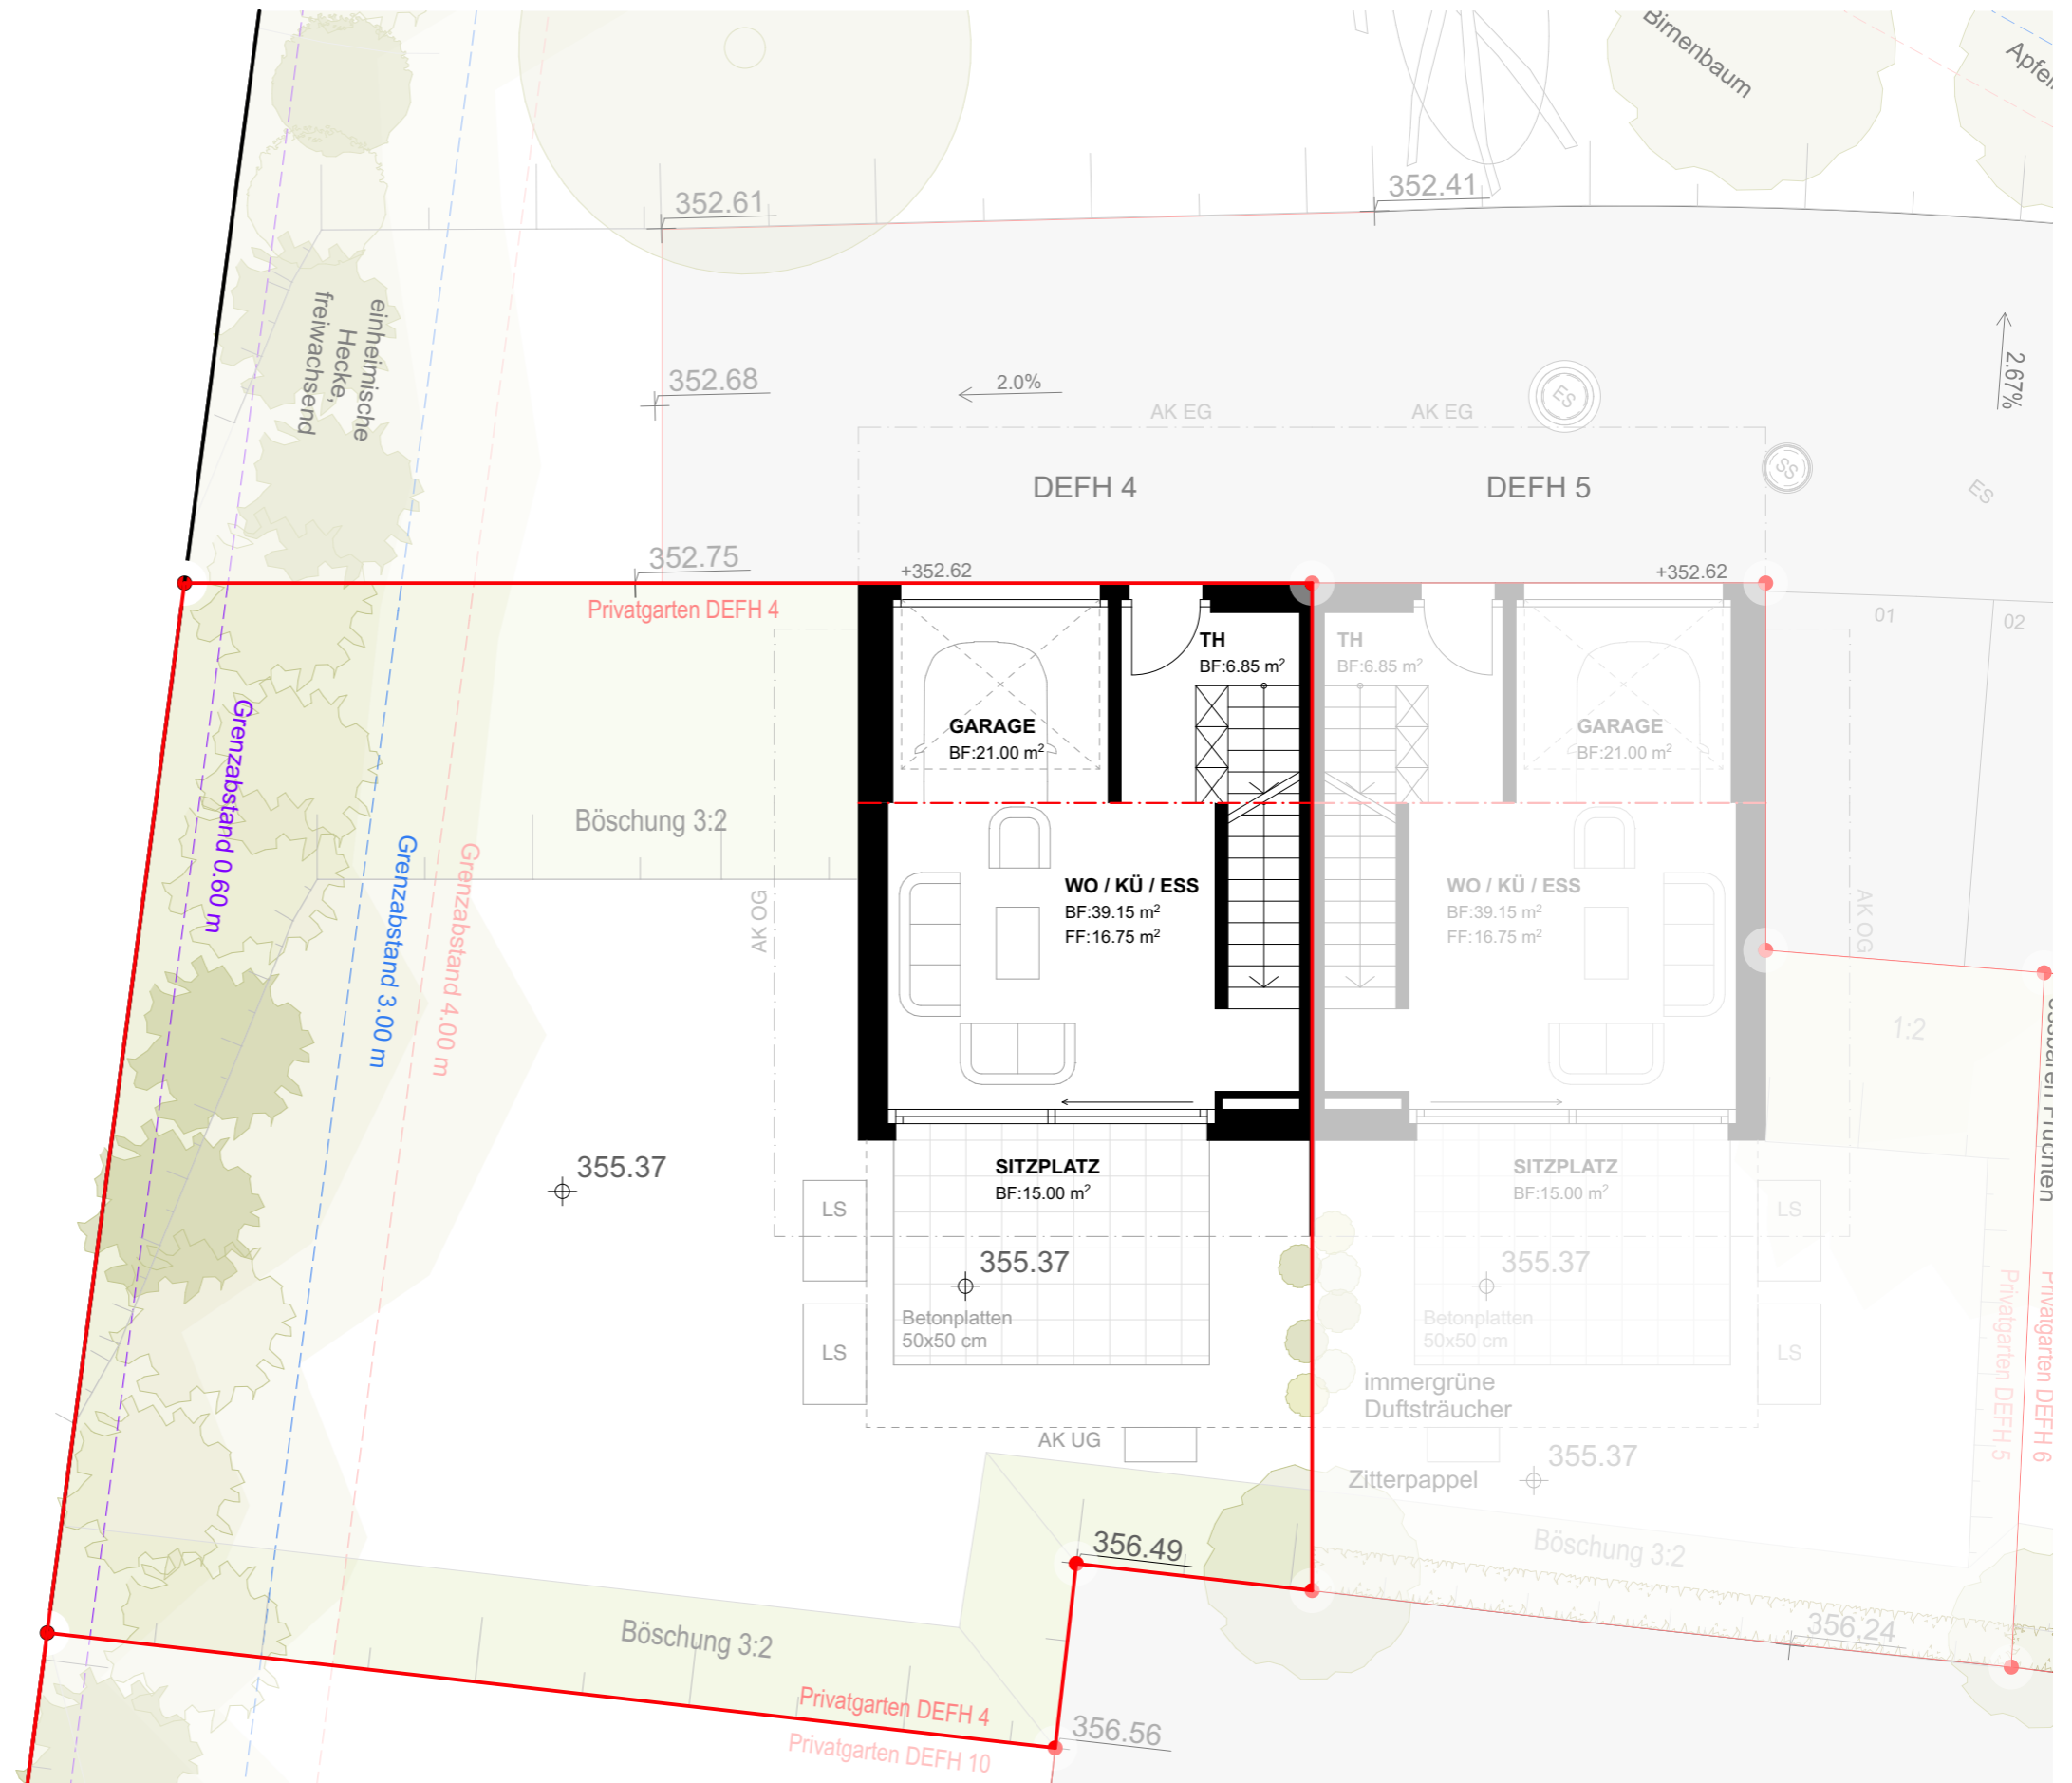 Birnenbaum
352.61
352.41
einheimische
Hecke,
freiwachsend
352.68
2.0%
AK EG
AK EG
ES
2.67%
SS
ES
DEFH 4
DEFH 5
352.75
+352.62
+352.62
Privatgarten DEFH 4
01
02
TH
BF:6.85 m²
TH
BF:6.85 m²
GARAGE
BF:21.00 m²
GARAGE
BF:21.00 m²
Grenzabstand 0.60 m
Grenzabstand 3.00 m
Grenzabstand 4.00 m
Böschung 3:2
AK OG
WO / KÜ / ESS
BF:39.15 m²
FF:16.75 m²
WO / KÜ / ESS
BF:39.15 m²
FF:16.75 m²
AK OG
1:2
355.37
SITZPLATZ
BF:15.00 m²
SITZPLATZ
BF:15.00 m²
LS
LS
355.37
355.37
Betonplatten
50x50 cm
Betonplatten
50x50 cm
LS
LS
Privatgarten DEFH 5
Privatgarten DEFH 6
immergrüne
Duftsträucher
AK UG
355.37
Zitterpappel
356.49
Böschung 3:2
Böschung 3:2
356.24
Privatgarten DEFH 4
Privatgarten DEFH 10
356.56